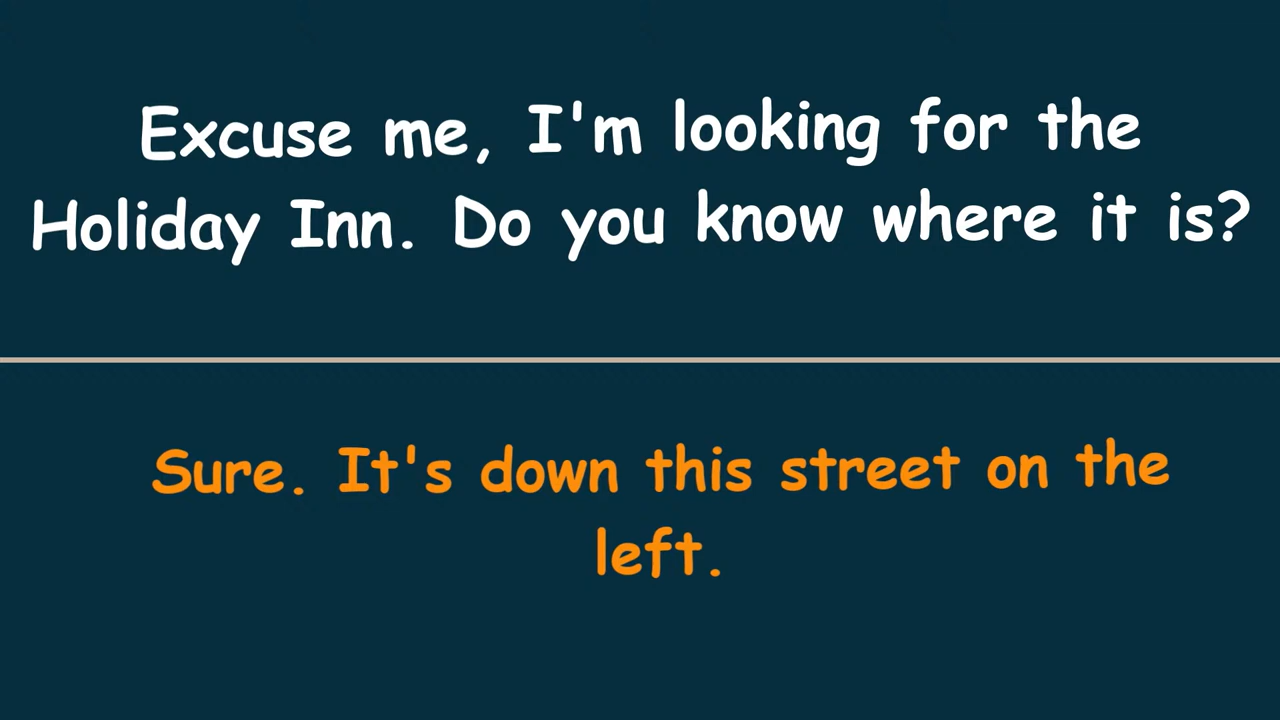 Excuse me, I'm looking for the
Holiday Inn. Do you know where it is?
Sure. It's down this street on the
left.